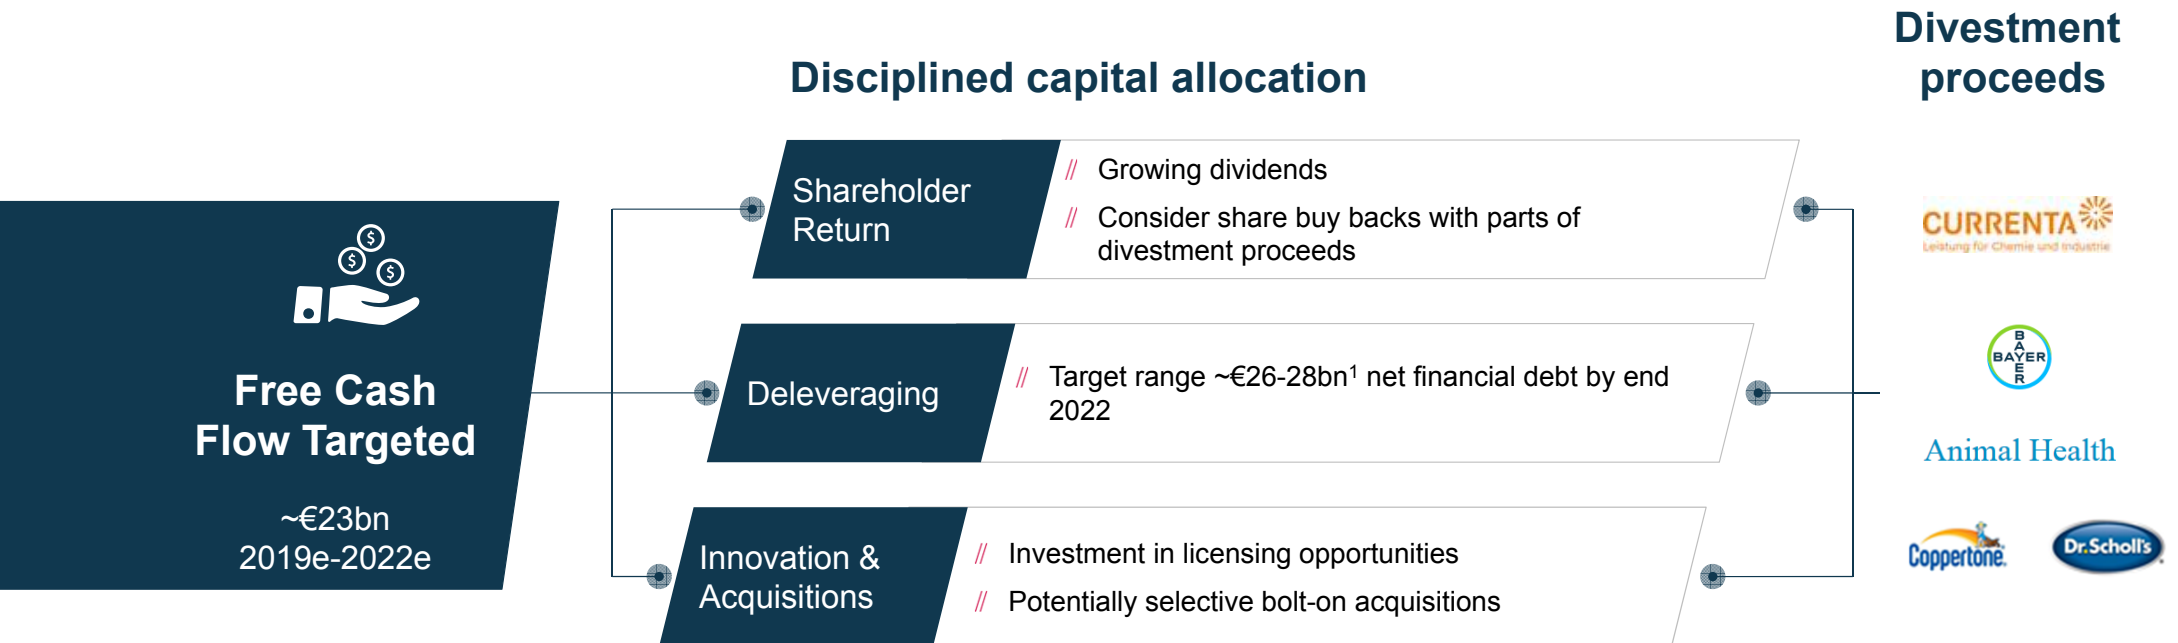 Divestment
proceeds
Disciplined capital allocation
Free Cash
Flow Targeted
~€23bn
2019e-2022e
Shareholder
Return
// Growing dividends
// Consider share buy backs with parts of
divestment proceeds
Deleveraging
// Target range ~€26-28bn¹ net financial debt by end
2022
Innovation &
Acquisitions
// Investment in licensing opportunities
// Potentially selective bolt-on acquisitions
CURRENTA
Leistung für Chemie und Industrie
BAYER
BAYER
Animal Health
Coppertone.
Dr.Scholl's